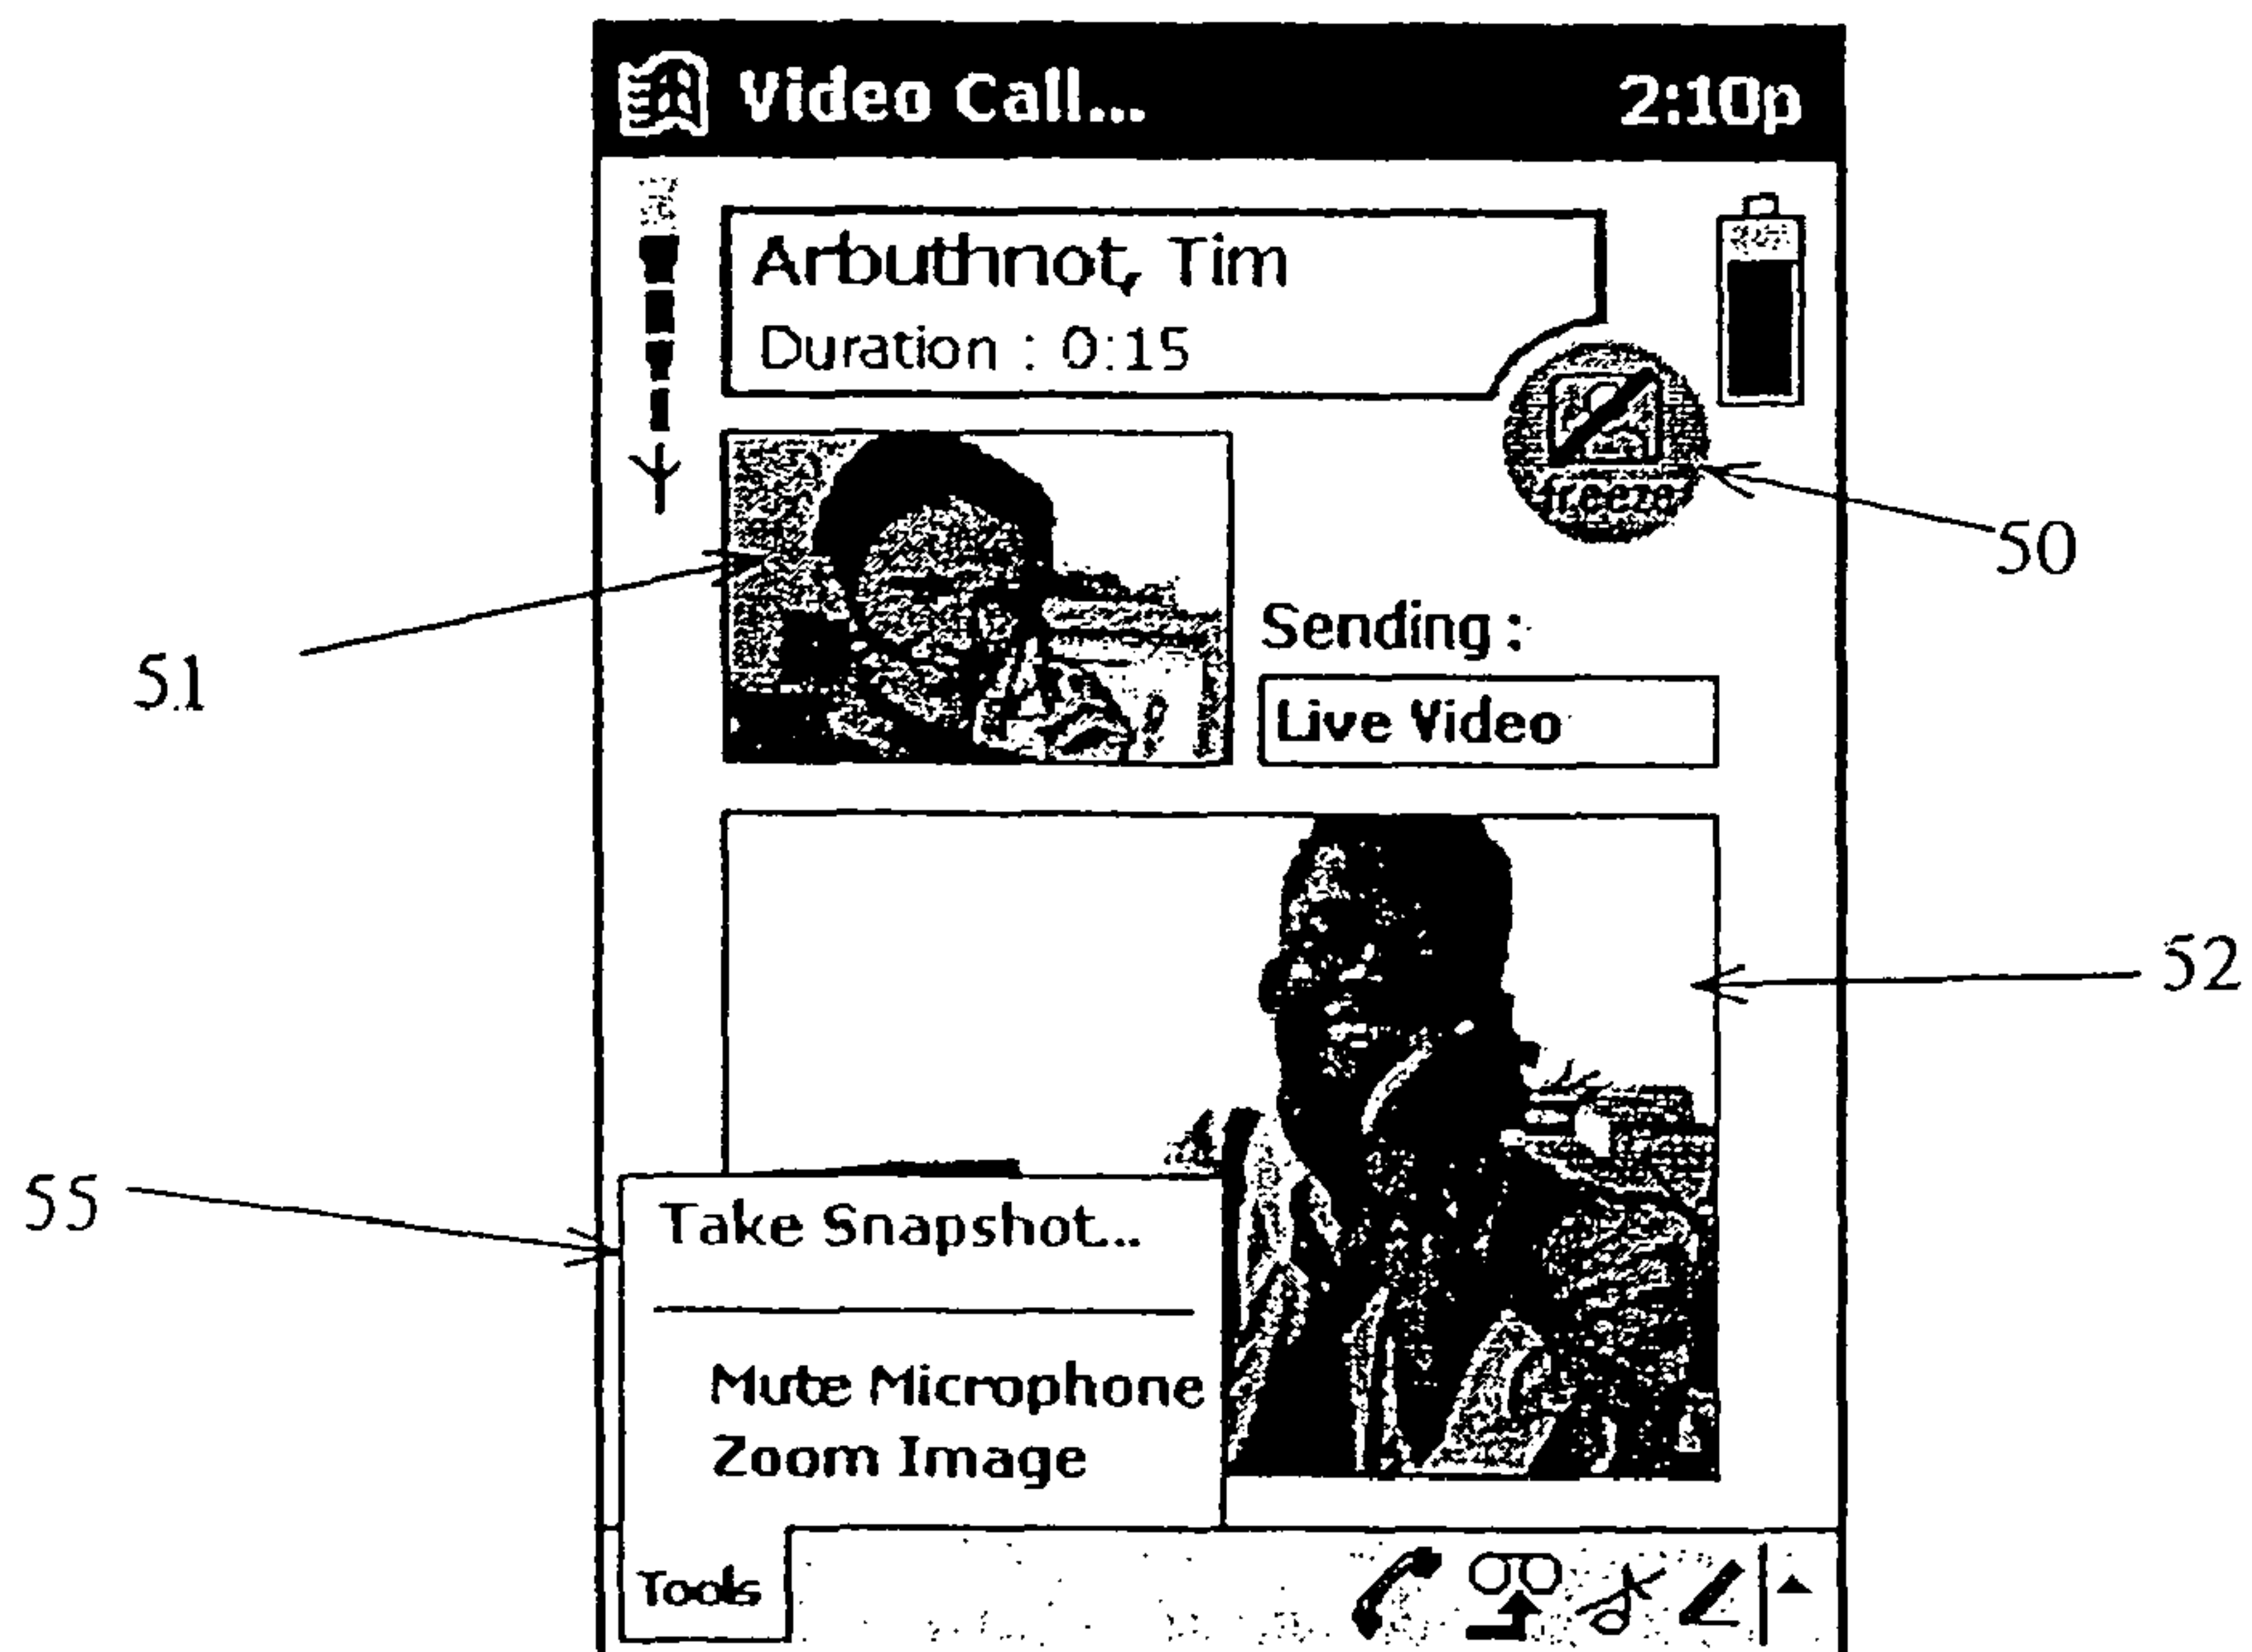 Video Call... 2:10p
Arbuthnot, Tim
Duration : 0:15
freeze
50
51
Sending :
Live Video
52
55
Take Snapshot...
Mute Microphone
Zoom Image
Tools